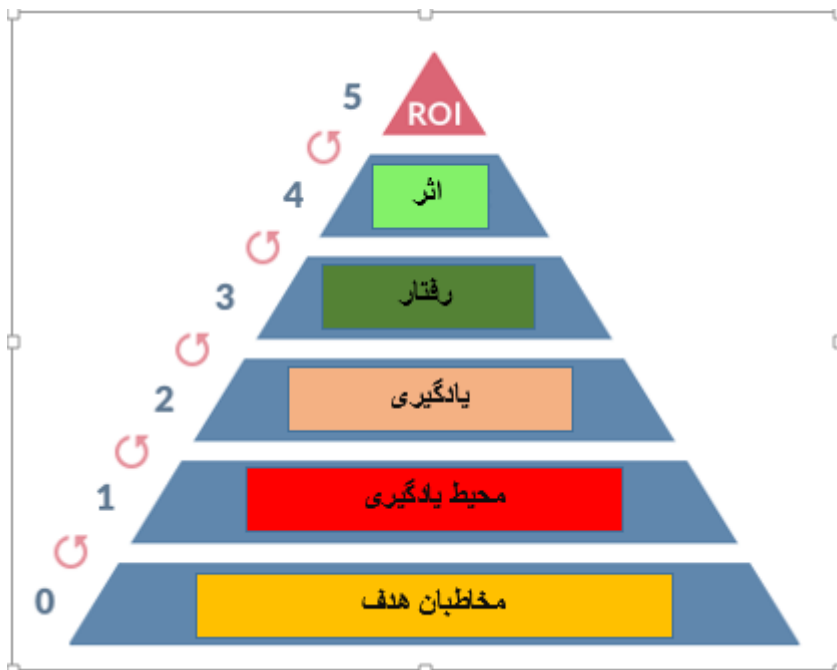 5
ROI
4
اثر
3
رفتار
2
یادگیری
1
محیط یادگیری
0
مخاطبان هدف